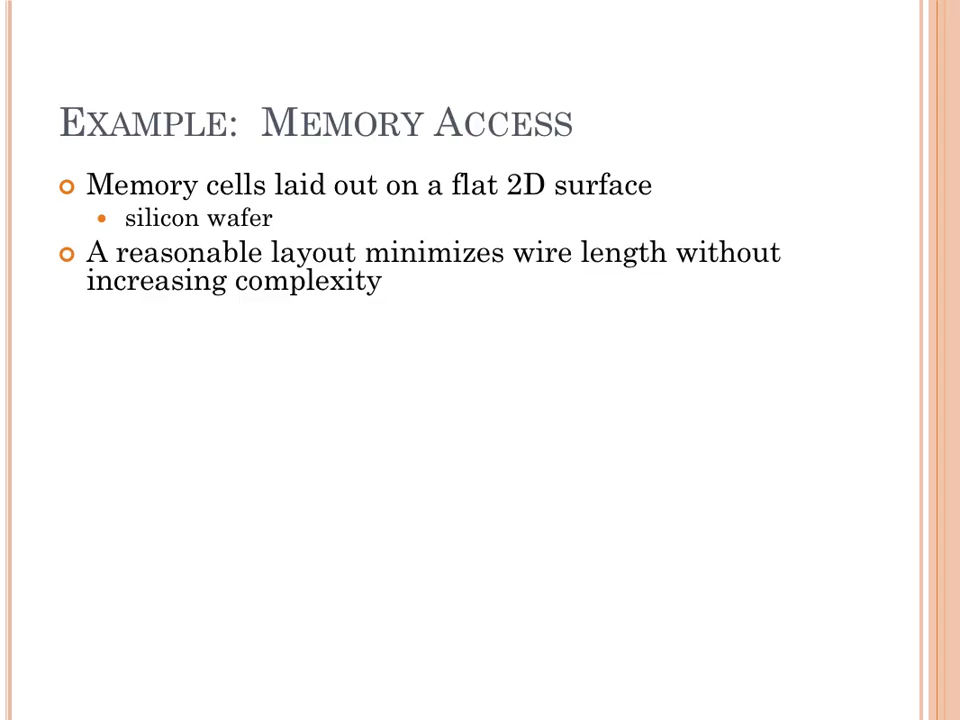 EXAMPLE: MEMORY ACCESS
Memory cells laid out on a flat 2D surface
silicon wafer
A reasonable layout minimizes wire length without
increasing complexity